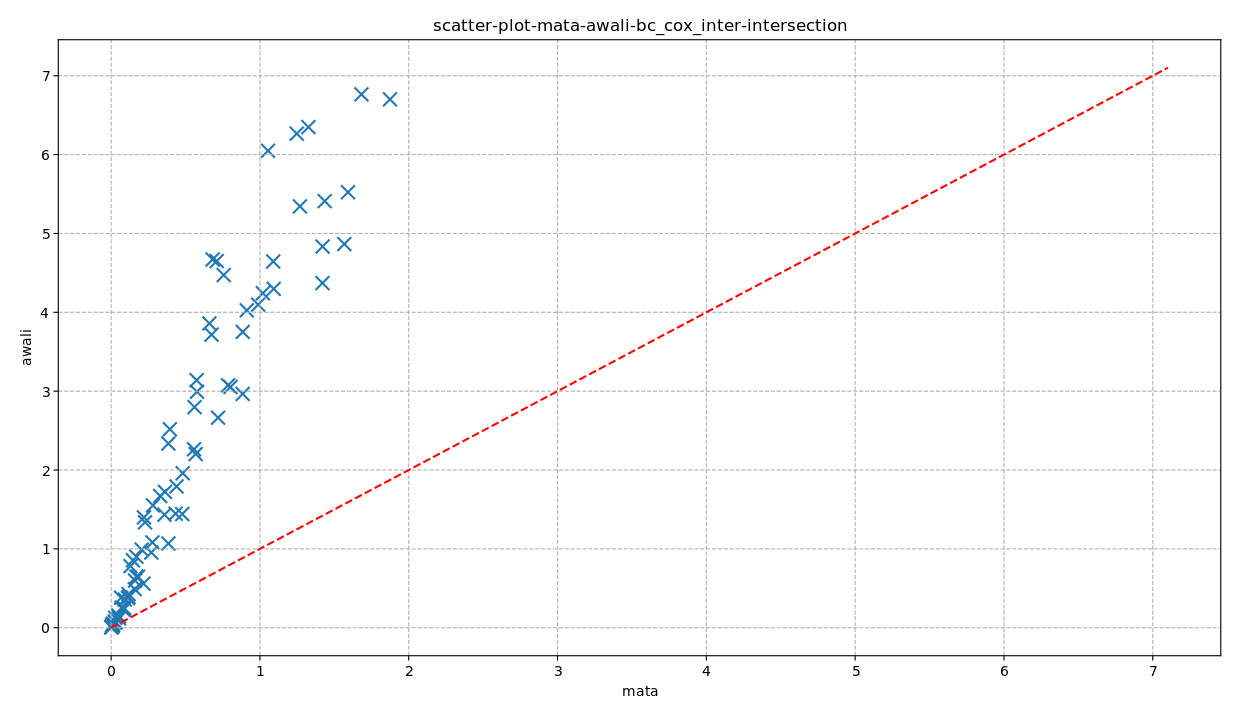 scatter-plot-mata-awali-bc_cox_inter-intersection
7
6
5
4
3
2
1
0
awali
0 1 2 3 4 5 6 7
mata